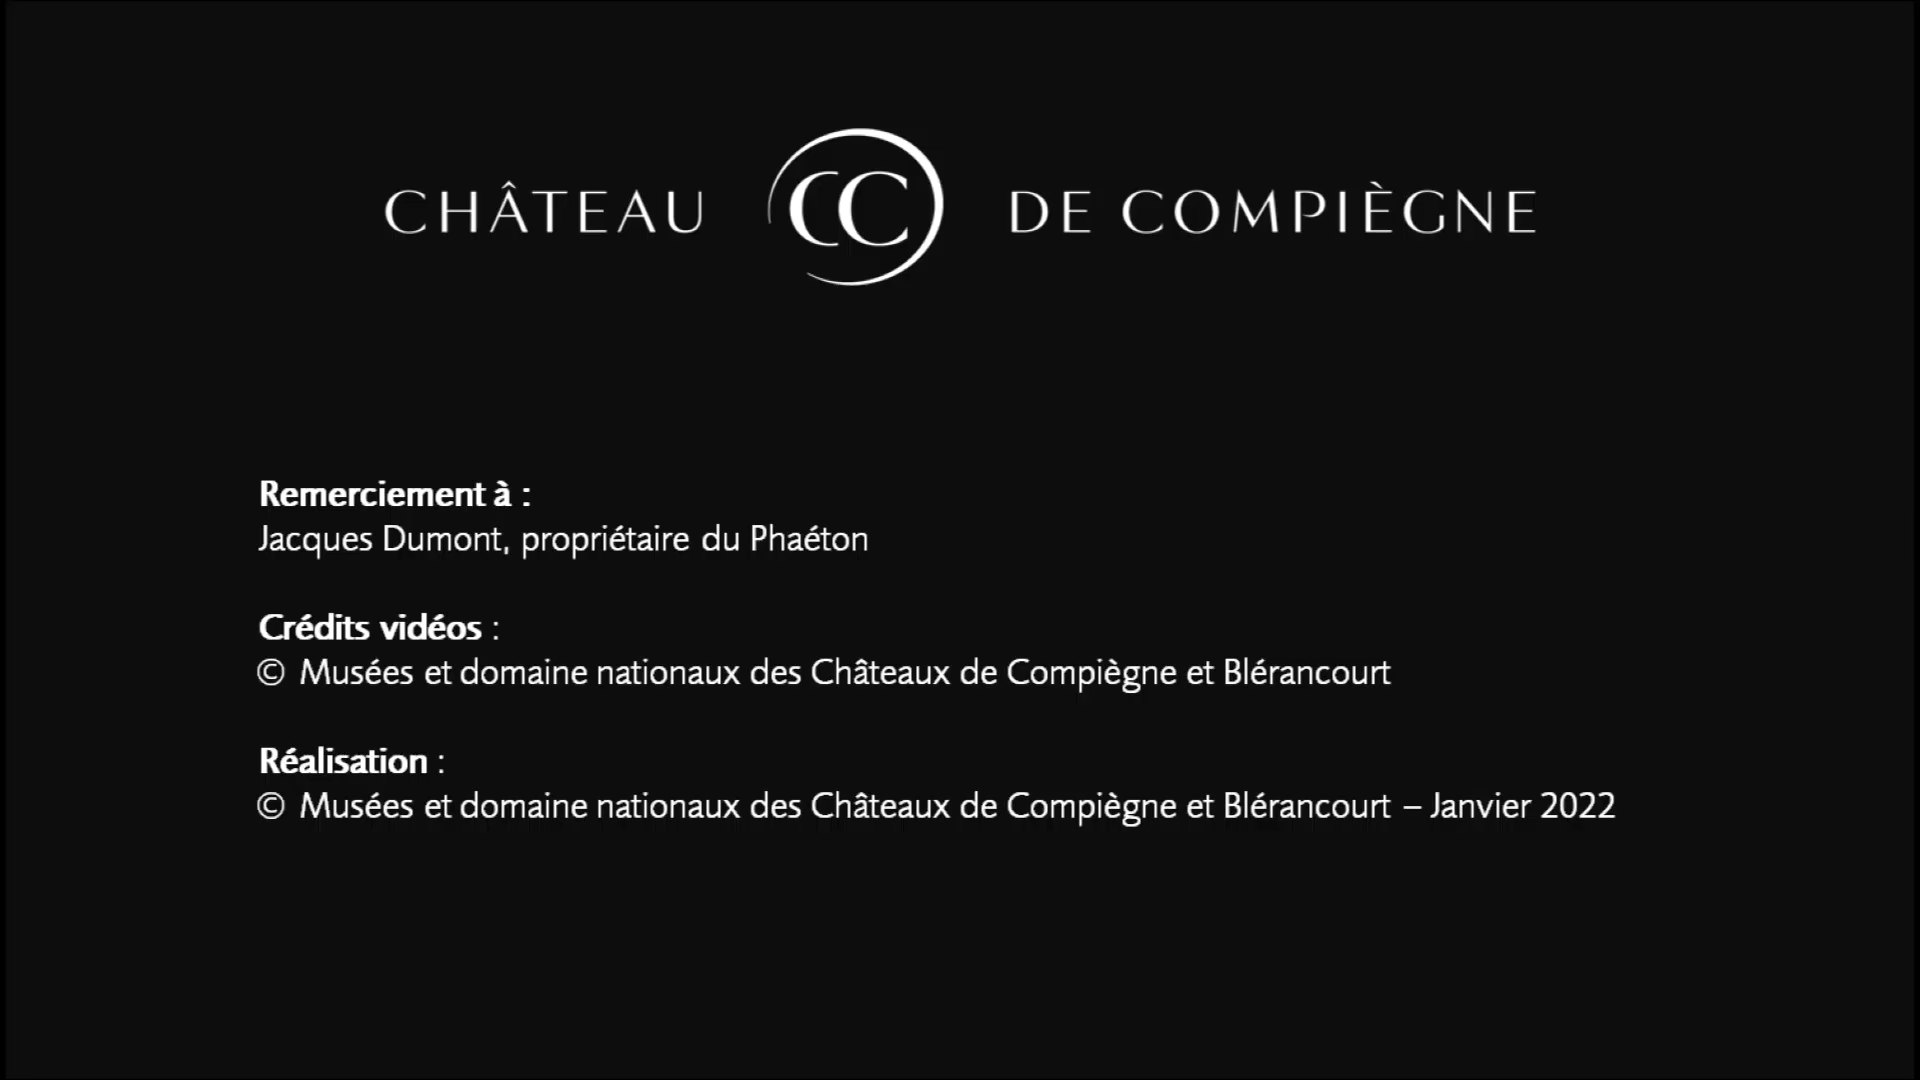 CHÂTEAU CC DE COMPIÈGNE
Remerciement à :
Jacques Dumont, propriétaire du Phaéton
Crédits vidéos :
© Musées et domaine nationaux des Châteaux de Compiègne et Blérancourt
Réalisation :
© Musées et domaine nationaux des Châteaux de Compiègne et Blérancourt – Janvier 2022